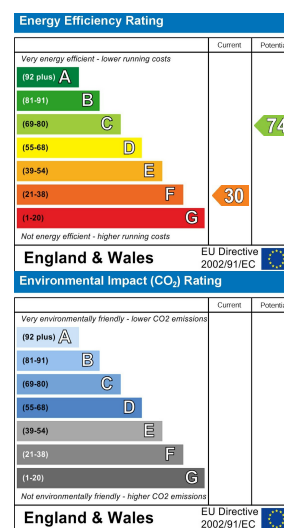 Energy Efficiency Rating
Current Potenti
Very energy efficient - lower running costs
(92 plus) A
(81-91) B
(69-80) C
74
(55-68) D
(39-54) E
(21-38) F
30
(1-20) G
Not energy efficient - higher running costs
England & Wales
EU Directive
2002/91/EC
Environmental Impact (CO₂) Rating
Current Potenti
Very environmentally friendly - lower CO2 emissions
(92 plus) A
(81-91) B
(69-80) C
(55-68) D
(39-54) E
(21-38) F
(1-20) G
Not environmentally friendly - higher CO2 emissions
England & Wales
EU Directive
2002/91/EC